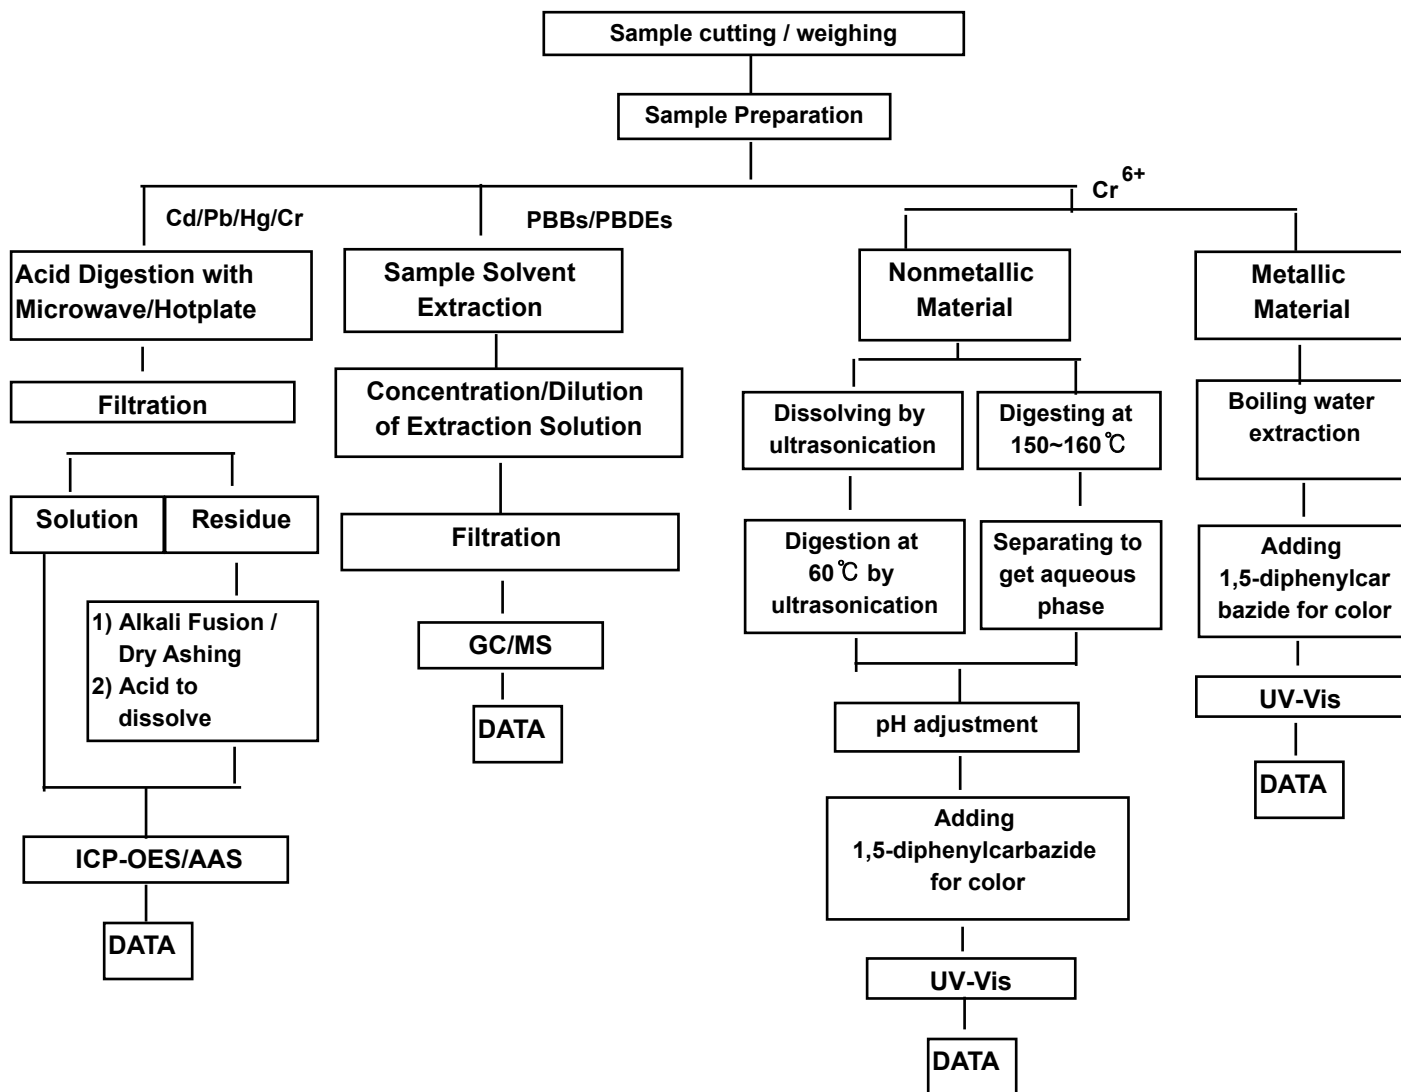 Sample cutting / weighing
Sample Preparation
Cr 6+
Cd/Pb/Hg/Cr
PBBs/PBDEs
Acid Digestion with
Microwave/Hotplate
Filtration
Solution
Residue
1) Alkali Fusion /
Dry Ashing
2) Acid to
dissolve
ICP-OES/AAS
DATA
Sample Solvent
Extraction
Concentration/Dilution
of Extraction Solution
Filtration
GC/MS
DATA
Nonmetallic
Material
Dissolving by
ultrasonication
Digestion at
60℃ by
ultrasonication
Digesting at
150~160℃
Separating to
get aqueous
phase
pH adjustment
Adding
1,5-diphenylcarbazide
for color
UV-Vis
DATA
Metallic
Material
Boiling water
extraction
Adding
1,5-diphenylcar
bazide for color
UV-Vis
DATA